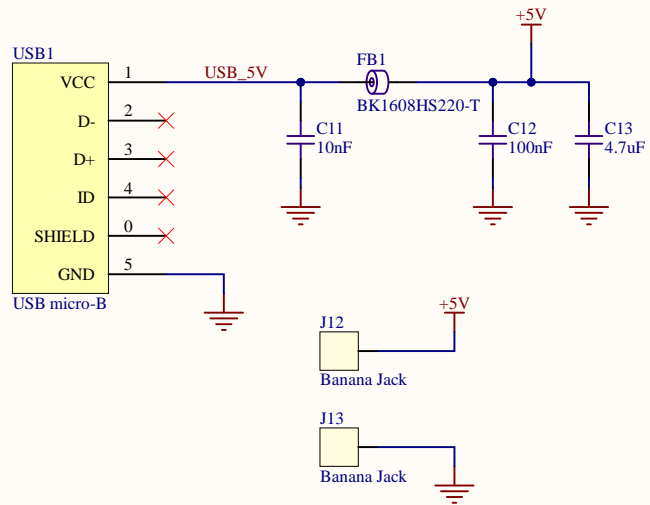 +5V
USB1
VCC 1 USB_5V
FB1
BK1608HS220-T
D- 2
D+ 3
ID 4
SHIELD 0
GND 5
USB micro-B
C11
10nF
C12
100nF
C13
4.7uF
+5V
J12
Banana Jack
J13
Banana Jack